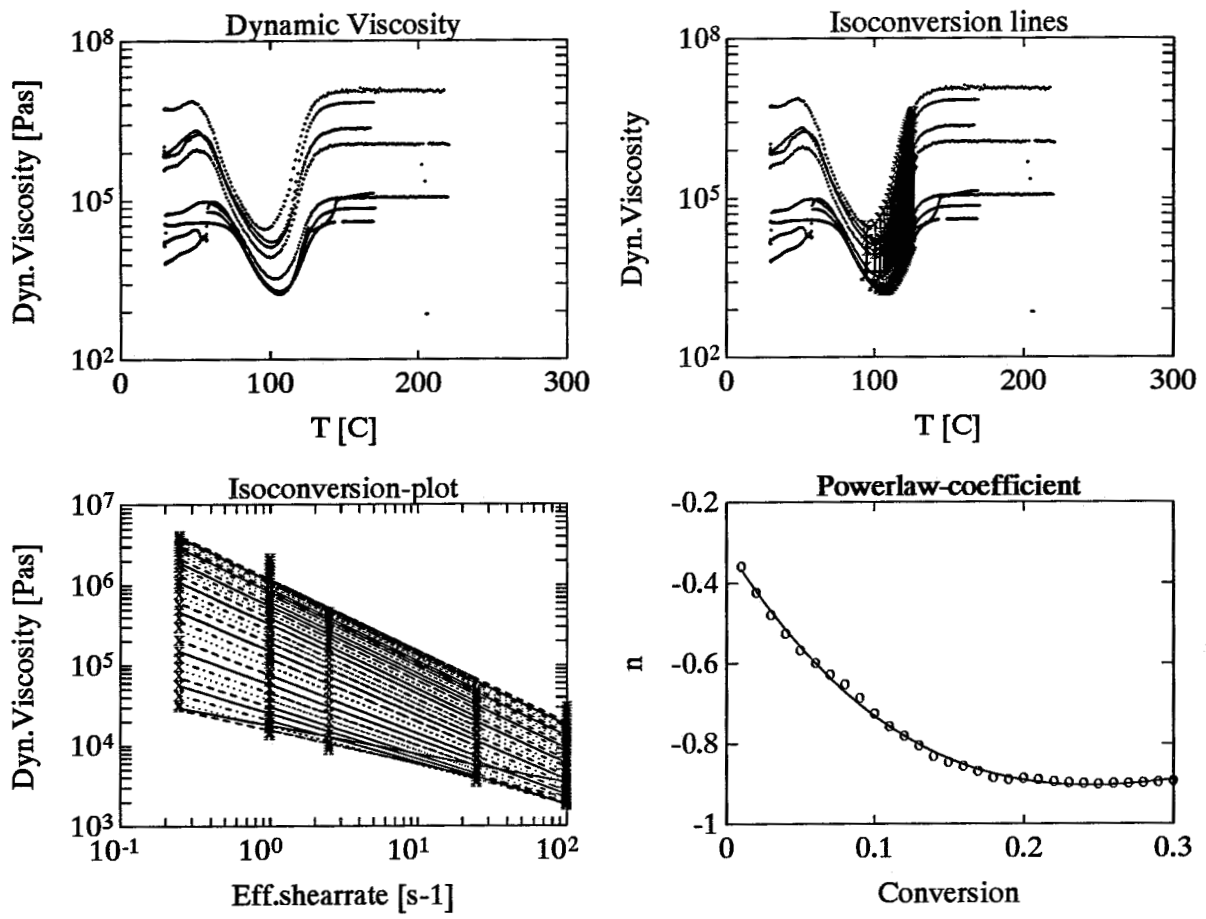 Dynamic Viscosity
Dyn.Viscosity [Pas]
10^8
10^5
10^2
0
100
200
300
T [C]
Isoconversion lines
Dyn.Viscosity
10^8
10^5
10^2
0
100
200
300
T [C]
Isoconversion-plot
Dyn.Viscosity [Pas]
10^7
10^6
10^5
10^4
10^3
10^-1
10^0
10^1
10^2
Eff.shearrate [s-1]
Powerlaw-coefficient
n
-0.2
-0.4
-0.6
-0.8
-1
0
0.1
0.2
0.3
Conversion